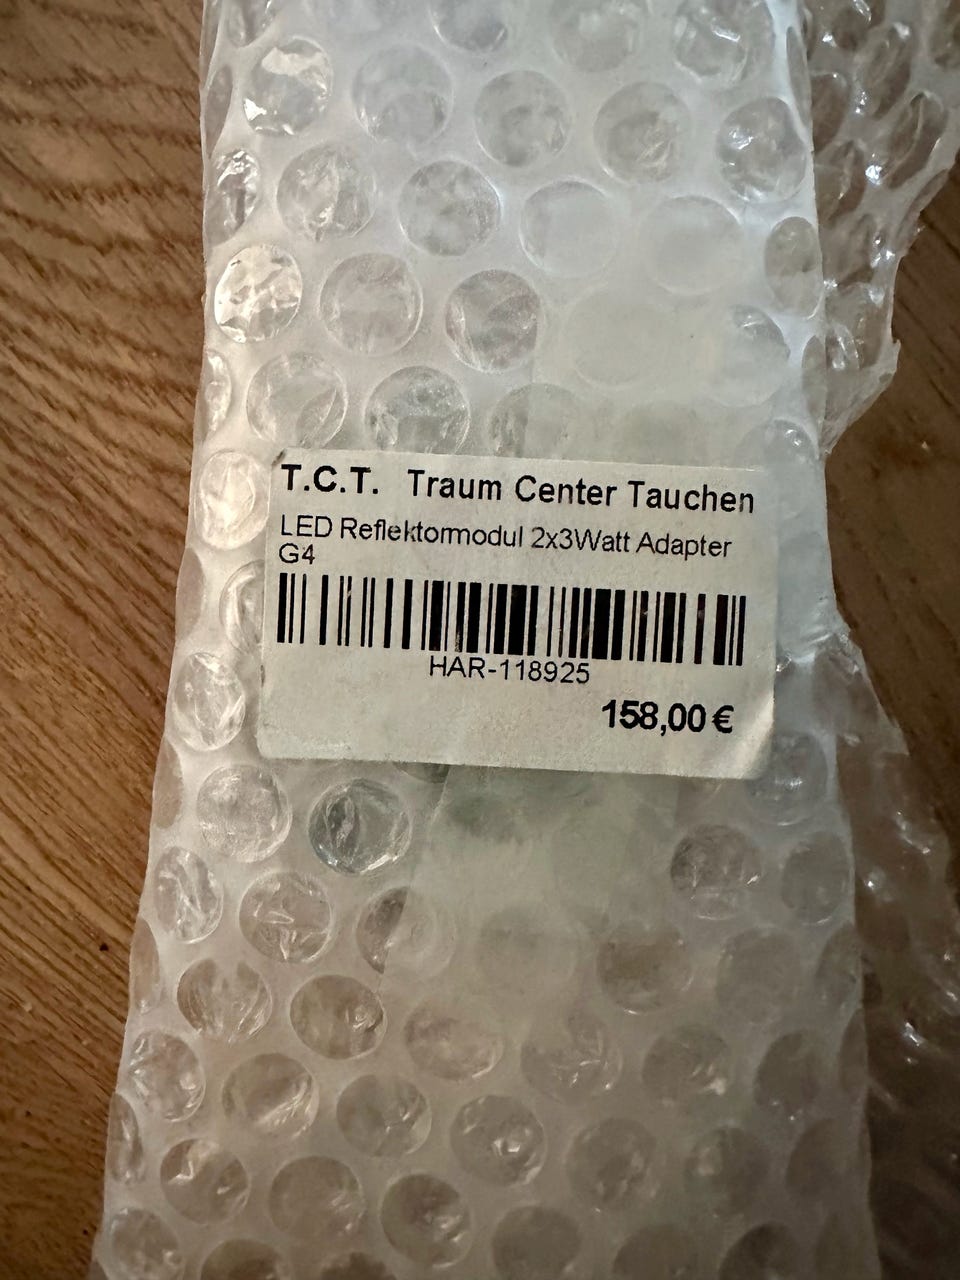 T.C.T. Traum Center Tauchen
LED Reflektormodul 2x3Watt Adapter
G4
HAR-118925
158,00 €